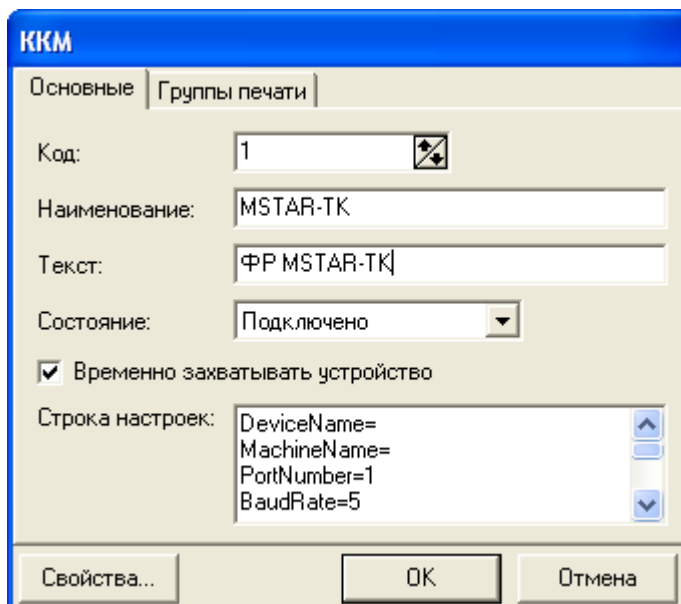 ККМ
Основные Группы печати
Код: 1
Наименование: MSTAR-TK
Текст: ФР MSTAR-TK
Состояние: Подключено
Временно захватывать устройство
Строка настроек: DeviceName=
MachineName=
PortNumber=1
BaudRate=5
Свойства... OK Отмена